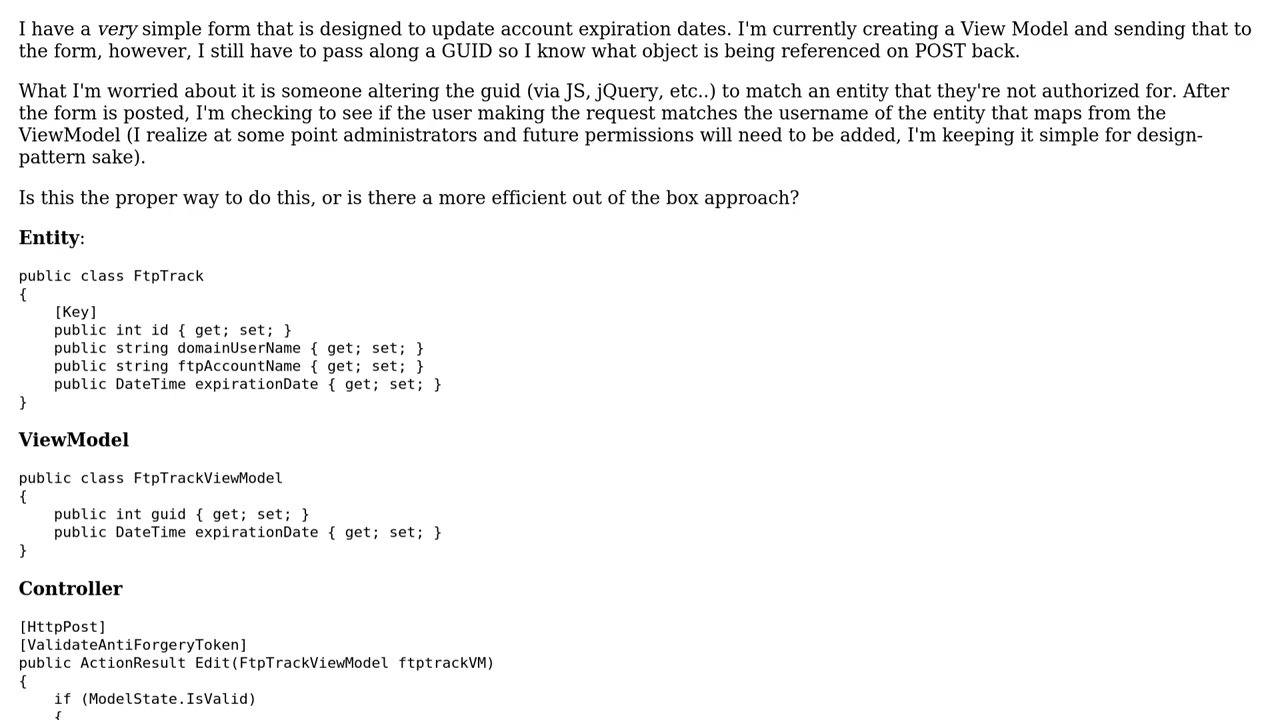 I have a very simple form that is designed to update account expiration dates. I'm currently creating a View Model and sending that to
the form, however, I still have to pass along a GUID so I know what object is being referenced on POST back.
What I'm worried about it is someone altering the guid (via JS, jQuery, etc..) to match an entity that they're not authorized for. After
the form is posted, I'm checking to see if the user making the request matches the username of the entity that maps from the
ViewModel (I realize at some point administrators and future permissions will need to be added, I'm keeping it simple for design-
pattern sake).
Is this the proper way to do this, or is there a more efficient out of the box approach?
Entity:
public class FtpTrack
{
    [Key]
    public int id { get; set; }
    public string domainUserName { get; set; }
    public string ftpAccountName { get; set; }
    public DateTime expirationDate { get; set; }
}
ViewModel
public class FtpTrackViewModel
{
    public int guid { get; set; }
    public DateTime expirationDate { get; set; }
}
Controller
[HttpPost]
[ValidateAntiForgeryToken]
public ActionResult Edit(FtpTrackViewModel ftptrackVM)
{
    if (ModelState.IsValid)
    {